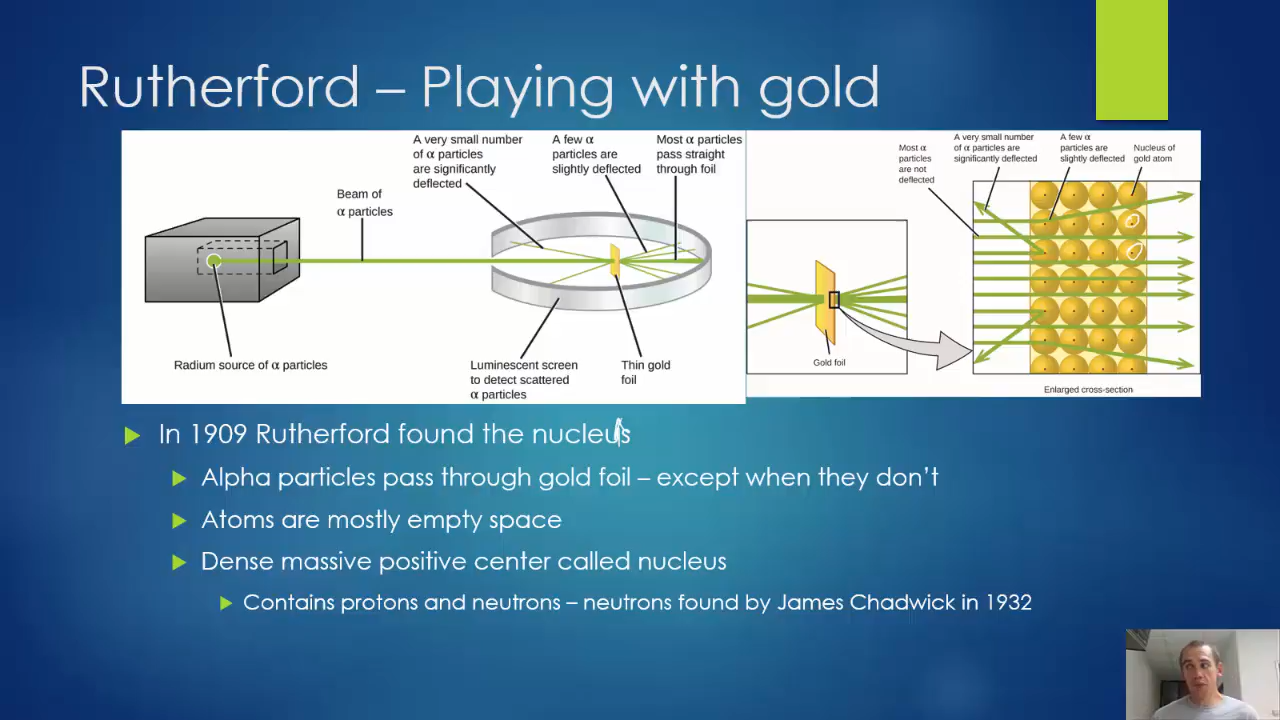 Rutherford – Playing with gold
A very small number
of α particles
are significantly
deflected
A few α
particles are
slightly deflected
Most α particles
pass straight
through foil
Beam of
α particles
Radium source of α particles
Luminescent screen
to detect scattered
α particles
Thin gold
foil
Most α
particles
are not
deflected
A very small number
of α particles are
significantly deflected
A few α
particles are
slightly deflected
Nucleus of
gold atom
Gold foil
Enlarged cross-section
In 1909 Rutherford found the nucleus
Alpha particles pass through gold foil – except when they don’t
Atoms are mostly empty space
Dense massive positive center called nucleus
Contains protons and neutrons – neutrons found by James Chadwick in 1932